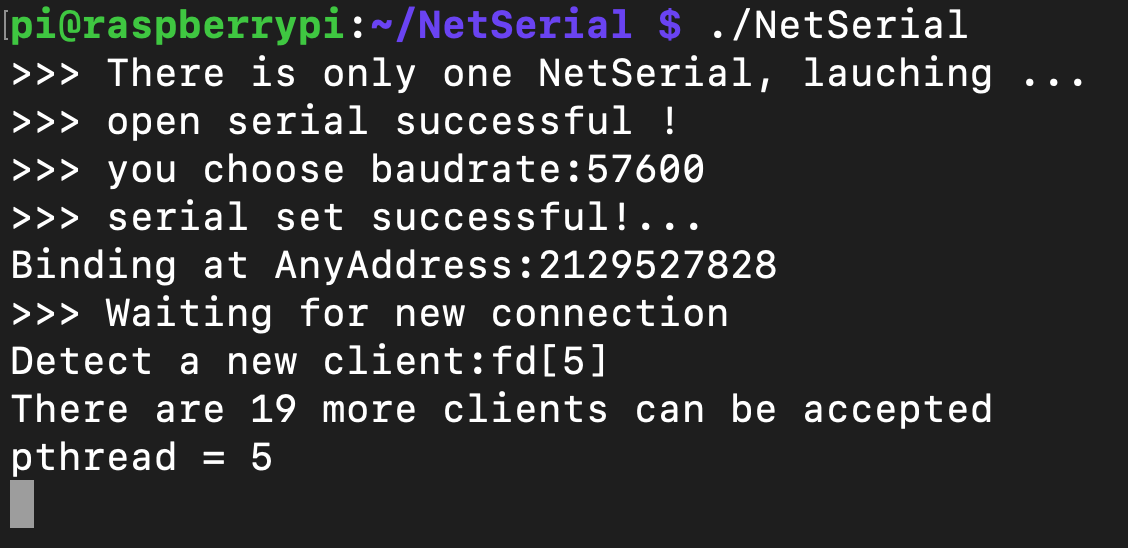 [pi@raspberrypi:~/NetSerial $ ./NetSerial
>>> There is only one NetSerial, lauching ...
>>> open serial successful !
>>> you choose baudrate:57600
>>> serial set successful!...
Binding at AnyAddress:2129527828
>>> Waiting for new connection
Detect a new client:fd[5]
There are 19 more clients can be accepted
pthread = 5